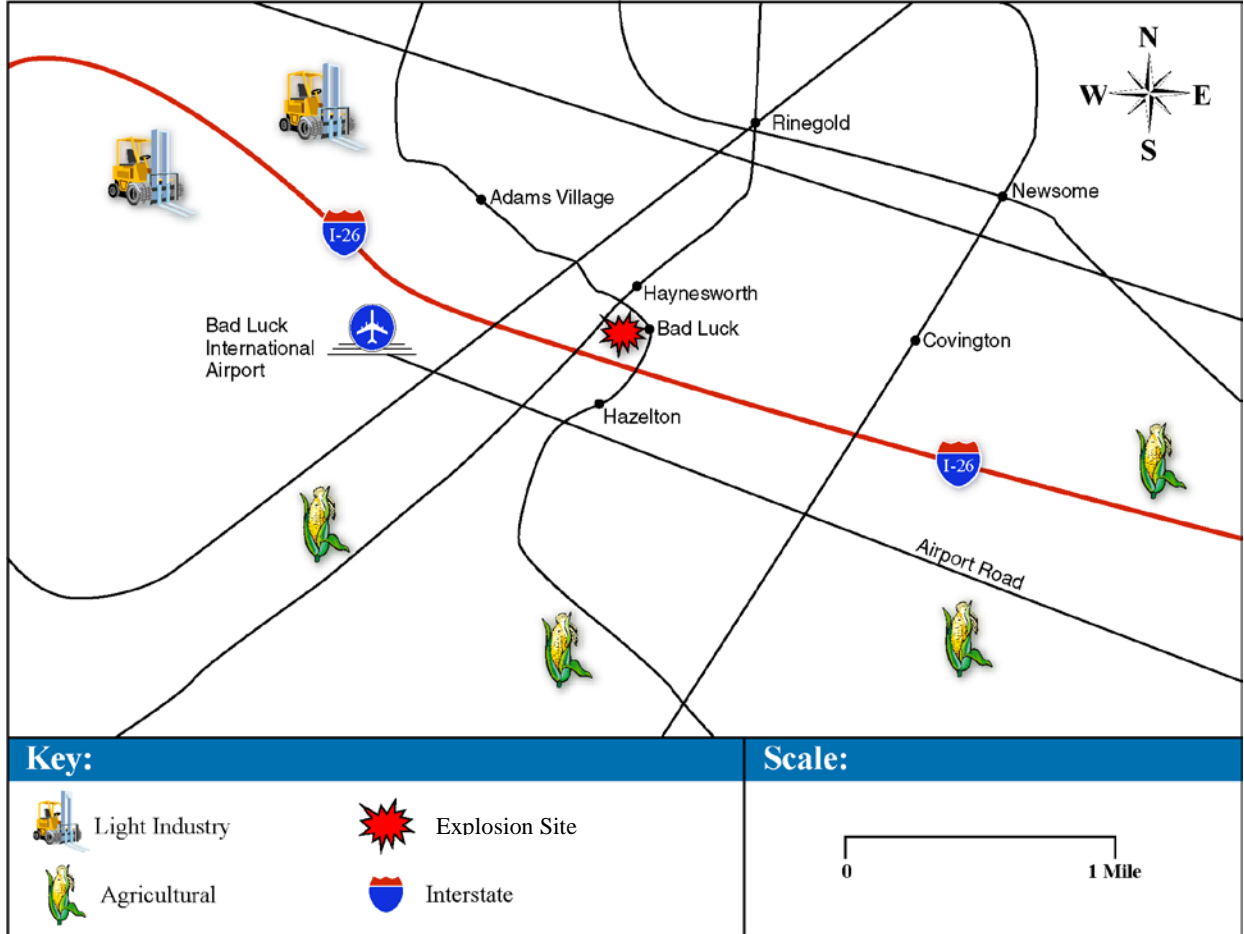 N
W
E
S
Rinegold
Adams Village
Newsome
I-26
Haynesworth
Bad Luck
International
Airport
Bad Luck
Covington
Hazelton
I-26
Airport Road
Key:
Scale:
Light Industry
Explosion Site
Agricultural
Interstate
0
1 Mile